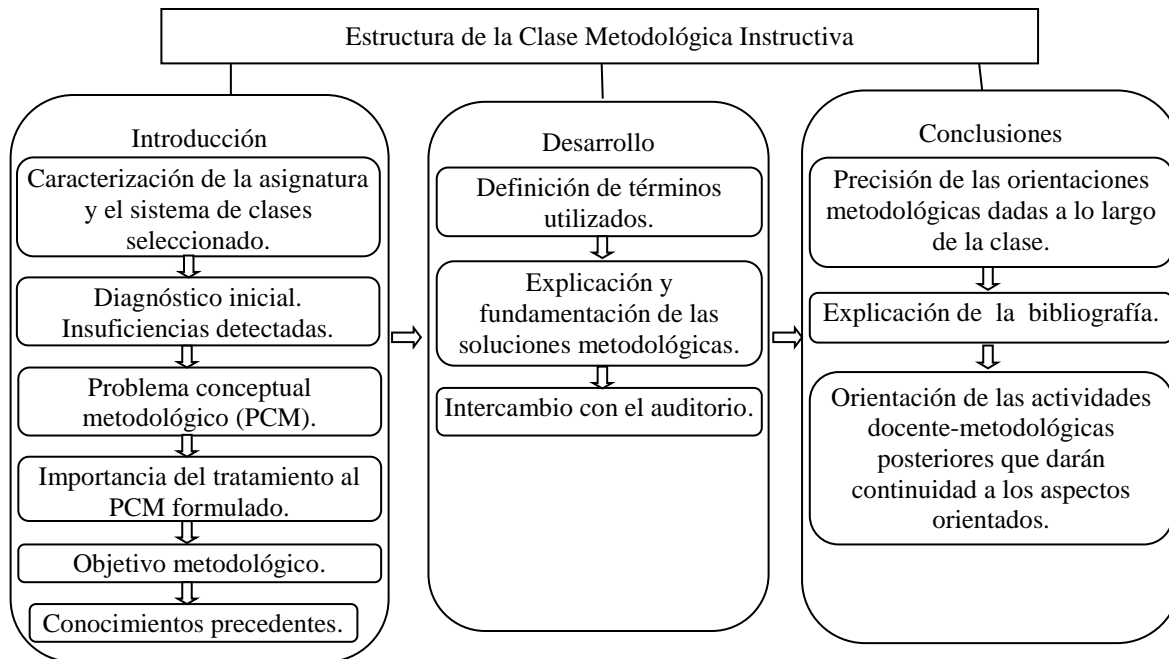 Estructura de la Clase Metodológica Instructiva
Introducción
Caracterización de la asignatura
y el sistema de clases
seleccionado.
Diagnóstico inicial.
Insuficiencias detectadas.
Problema conceptual
metodológico (PCM).
Importancia del tratamiento al
PCM formulado.
Objetivo metodológico.
Conocimientos precedentes.
Desarrollo
Definición de términos
utilizados.
Explicación y
fundamentación de las
soluciones metodológicas.
Intercambio con el auditorio.
Conclusiones
Precisión de las orientaciones
metodológicas dadas a lo largo
de la clase.
Explicación de la bibliografía.
Orientación de las actividades
docente-metodológicas
posteriores que darán
continuidad a los aspectos
orientados.